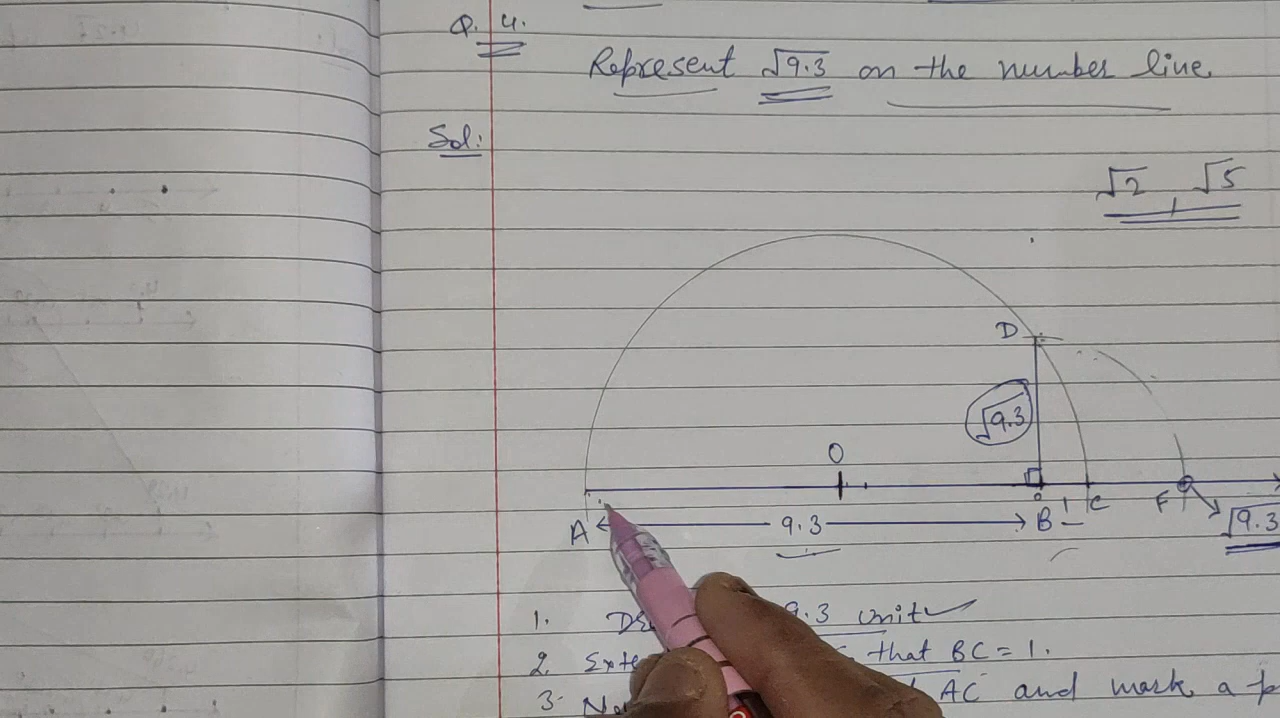 Q. 4.
Represent √9.3 on the number line.
Sol:
√2 √5
D
√9.3
O
A 9.3 B 1 C F √9.3
1. 9.3 unit
2. that BC = 1.
3. AC and mark a